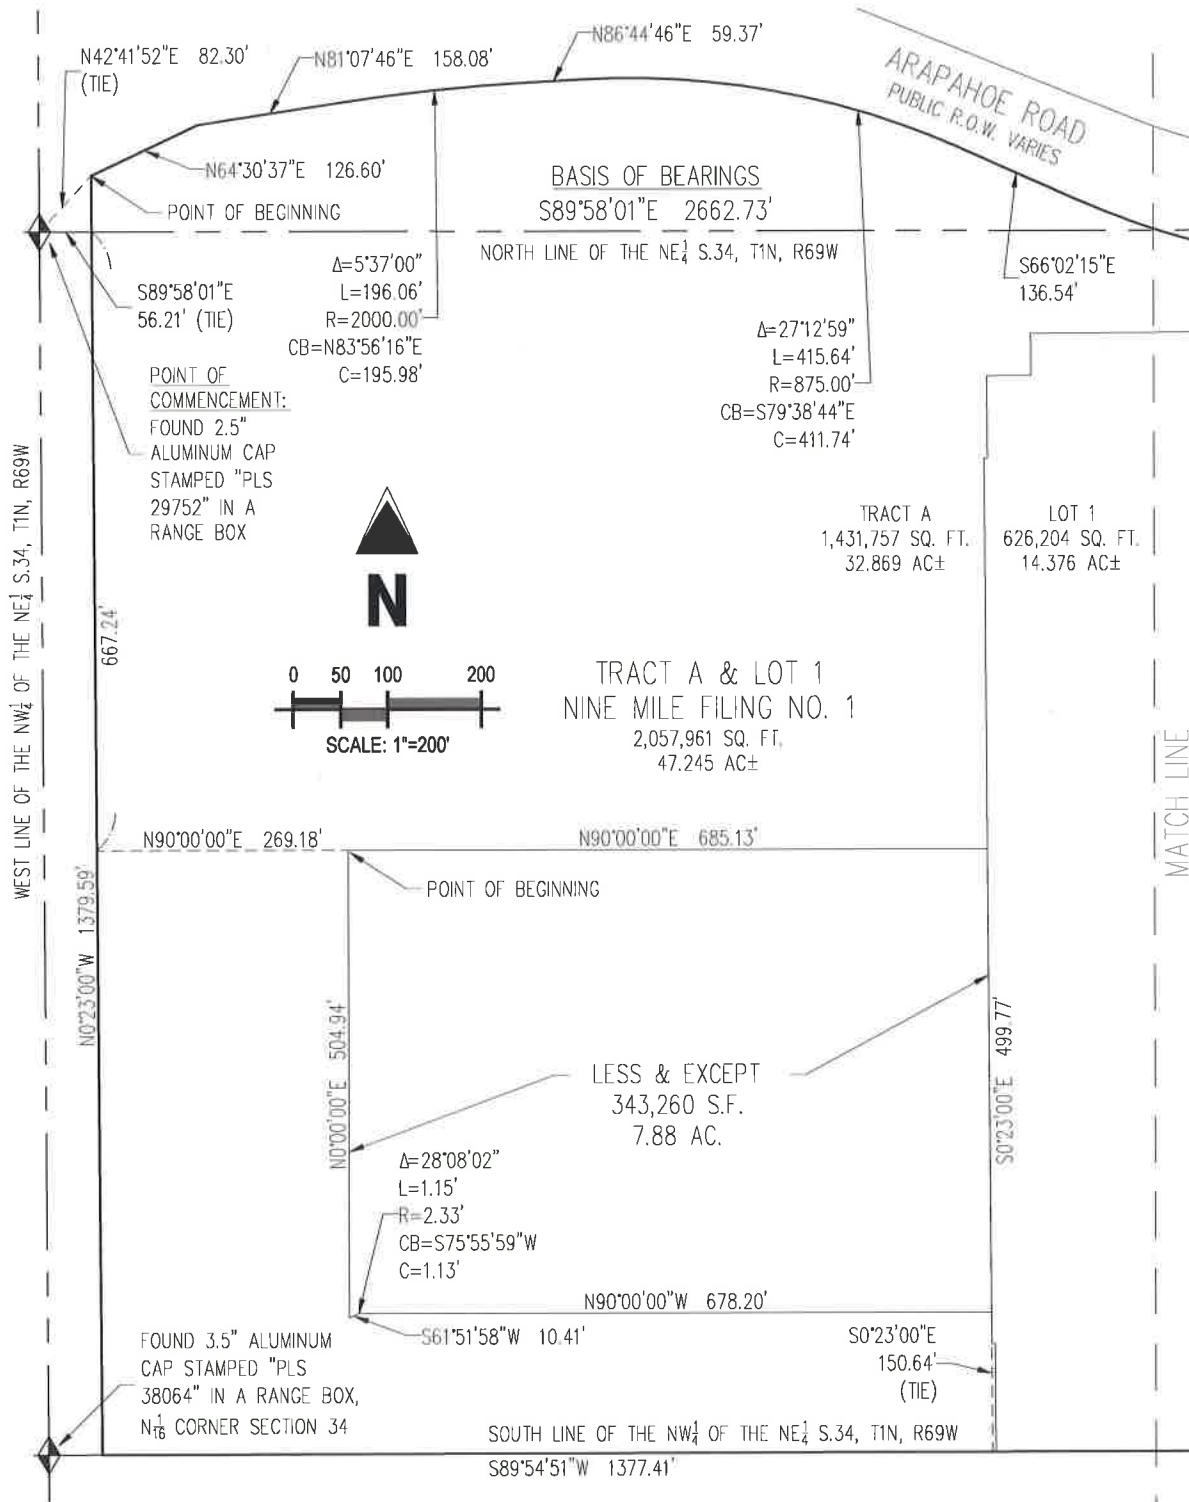 N42°41'52"E 82.30'
(TIE)
N81°07'46"E 158.08'
N86°44'46"E 59.37'
ARAPAHOE ROAD
PUBLIC R.O.W. VARIES
N64°30'37"E 126.60'
POINT OF BEGINNING
BASIS OF BEARINGS
S89°58'01"E 2662.73'
NORTH LINE OF THE NE¼ S.34, T1N, R69W
S89°58'01"E
56.21' (TIE)
Δ=5°37'00"
L=196.06'
R=2000.00'
CB=N83°56'16"E
C=195.98'
Δ=27°12'59"
L=415.64'
R=875.00'
CB=S79°38'44"E
C=411.74'
S66°02'15"E
136.54'
POINT OF
COMMENCEMENT:
FOUND 2.5"
ALUMINUM CAP
STAMPED "PLS
29752" IN A
RANGE BOX
WEST LINE OF THE NW¼ OF THE NE¼ S.34, T1N, R69W
667.24'
N
0 50 100 200
SCALE: 1"=200'
TRACT A
1,431,757 SQ. FT.
32.869 AC±
LOT 1
626,204 SQ. FT.
14.376 AC±
TRACT A & LOT 1
NINE MILE FILING NO. 1
2,057,961 SQ. FT.
47.245 AC±
MATCH LINE
N90°00'00"E 269.18'
N90°00'00"E 685.13'
POINT OF BEGINNING
N0°23'00"W 1379.59'
N0°00'00"E 504.94'
LESS & EXCEPT
343,260 S.F.
7.88 AC.
S0°23'00"E 499.77'
Δ=28°08'02"
L=1.15'
R=2.33'
CB=S75°55'59"W
C=1.13'
N90°00'00"W 678.20'
S61°51'58"W 10.41'
S0°23'00"E
150.64'
(TIE)
FOUND 3.5" ALUMINUM
CAP STAMPED "PLS
38064" IN A RANGE BOX,
N1/16 CORNER SECTION 34
SOUTH LINE OF THE NW¼ OF THE NE¼ S.34, T1N, R69W
S89°54'51"W 1377.41'